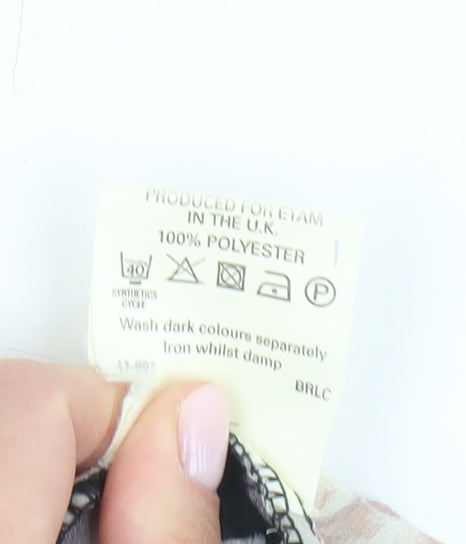 PRODUCED FOR ETAM
IN THE U.K.
100% POLYESTER
40 P
SYNTHETICS
CYCLE
Wash dark colours separately
Iron whilst damp
BRLC